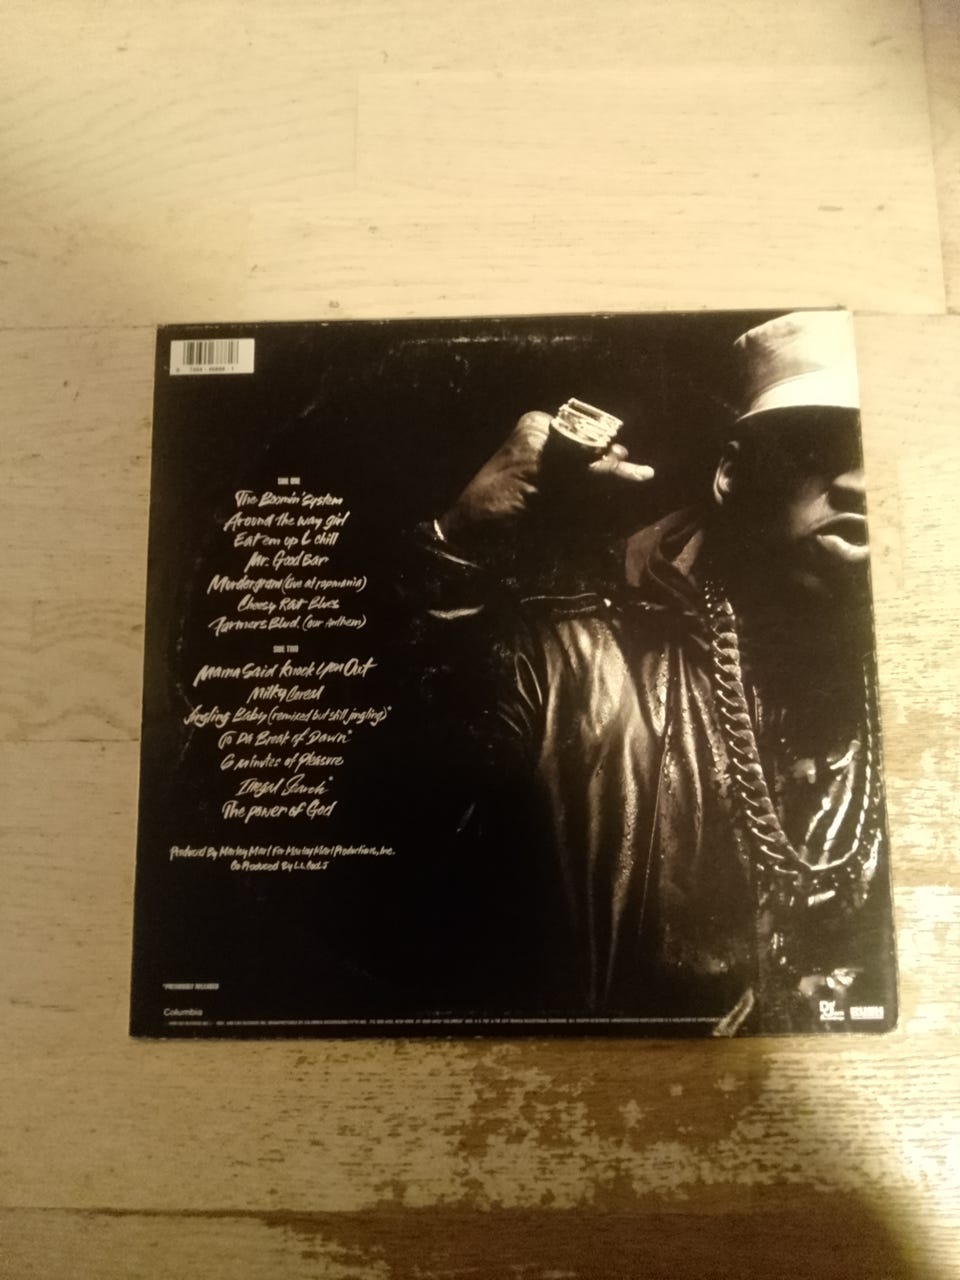 SIDE ONE
The Boomin' System
Around the way girl
Eat em up L chill
Mr. Good Bar
Murdergram (Live at rapmania)
Cheesy Rat Blues
Farmers Blvd. (our Anthem)
SIDE TWO
Mama Said Knock You Out
Milky Cereal
Jingling Baby (remixed but still jingling)*
To Da Break of Dawn*
6 Minutes of Pleasure
Illegal Search*
The power of God
Produced By Marley Marl For Marley Marl Productions, Inc.
Co Produced By L.L. Cool J
*PREVIOUSLY RELEASED
Columbia
Def Jam